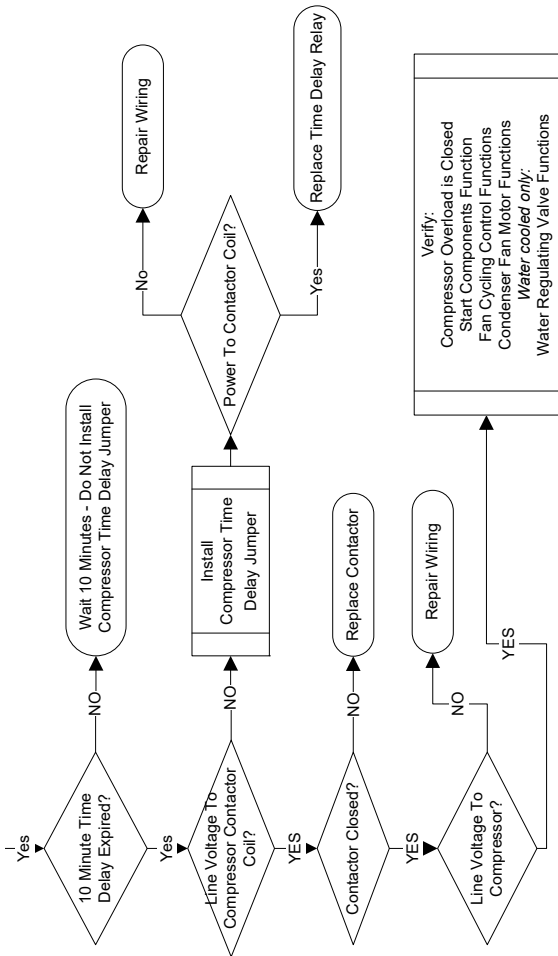 Yes
10 Minute Time
Delay Expired?
NO
Wait 10 Minutes - Do Not Install
Compressor Time Delay Jumper
Yes
Line Voltage To
Compressor Contactor
Coil?
NO
Install
Compressor Time
Delay Jumper
Power To Contactor Coil?
No
Repair Wiring
Yes
Replace Time Delay Relay
YES
Contactor Closed?
NO
Replace Contactor
YES
Line Voltage To
Compressor?
NO
Repair Wiring
YES
Verify:
Compressor Overload is Closed
Start Components Function
Fan Cycling Control Functions
Condenser Fan Motor Functions
Water cooled only:
Water Regulating Valve Functions